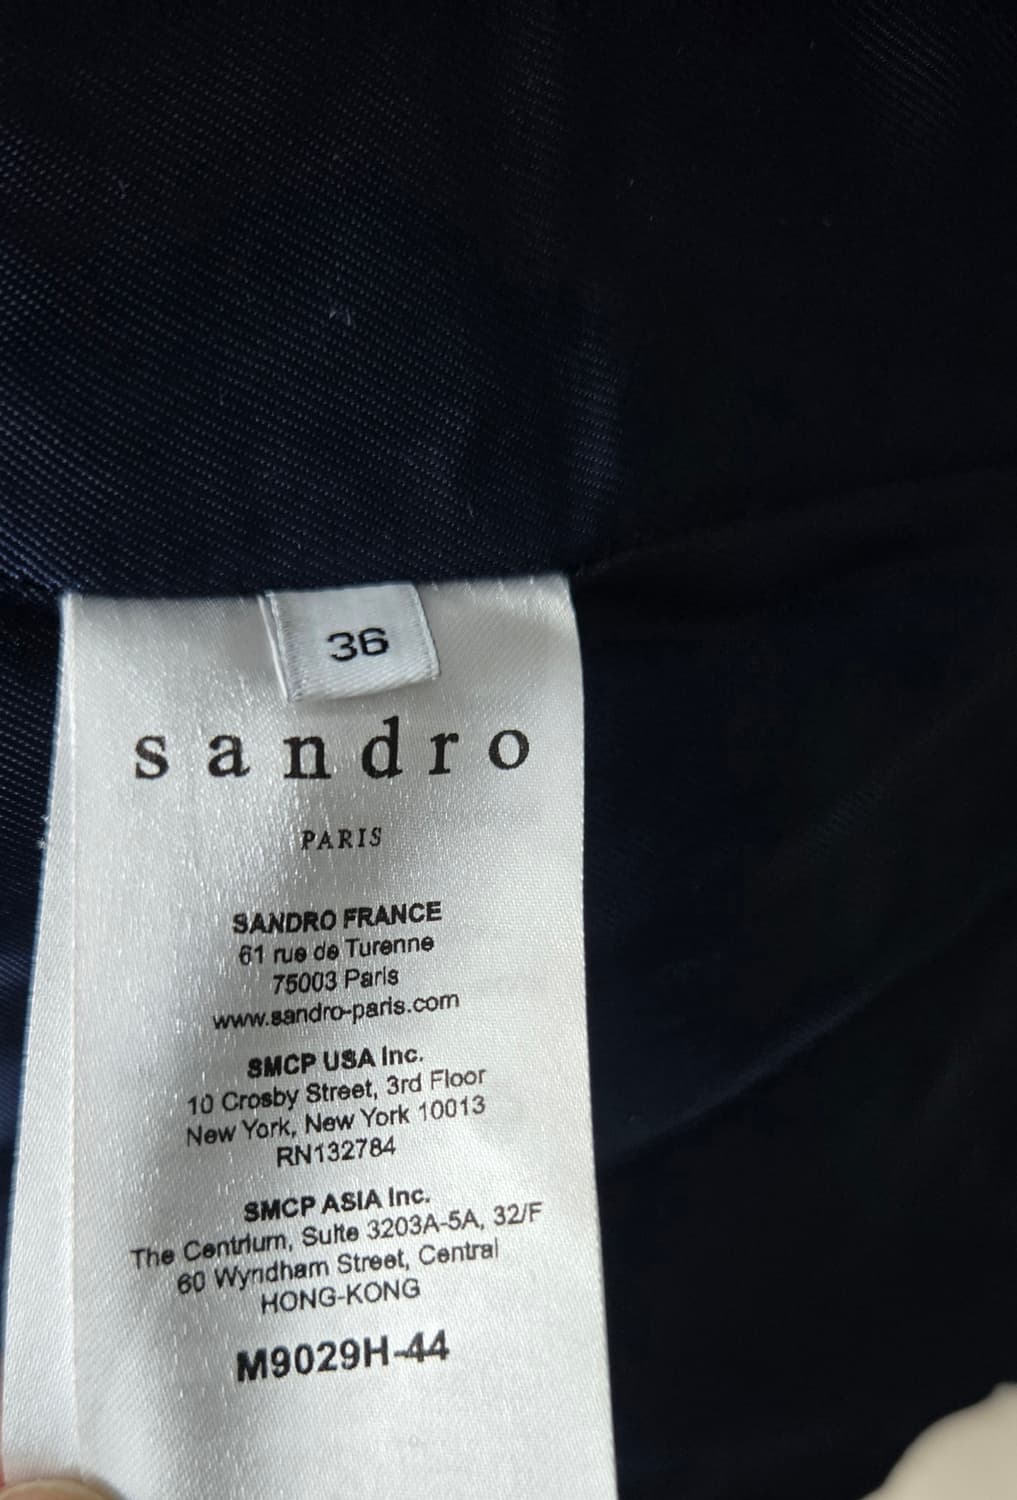 36
sandro
PARIS
SANDRO FRANCE
61 rue de Turenne
75003 Paris
www.sandro-paris.com
SMCP USA Inc.
10 Crosby Street, 3rd Floor
New York, New York 10013
RN132784
SMCP ASIA Inc.
The Centrium, Suite 3203A-5A, 32/F
60 Wyndham Street, Central
HONG-KONG
M9029H-44